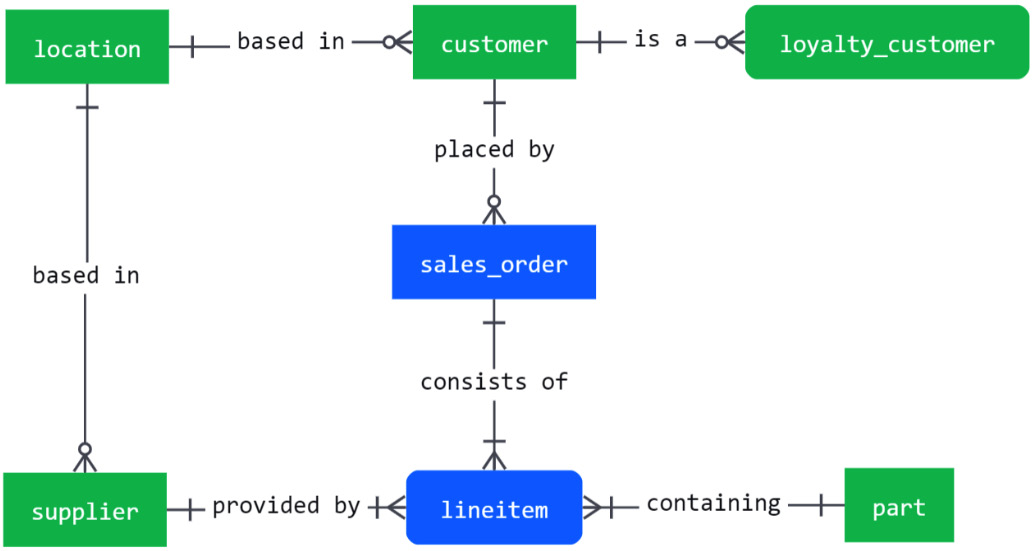 location
based in
customer
is a
loyalty_customer
placed by
based in
sales_order
consists of
supplier
provided by
lineitem
containing
part